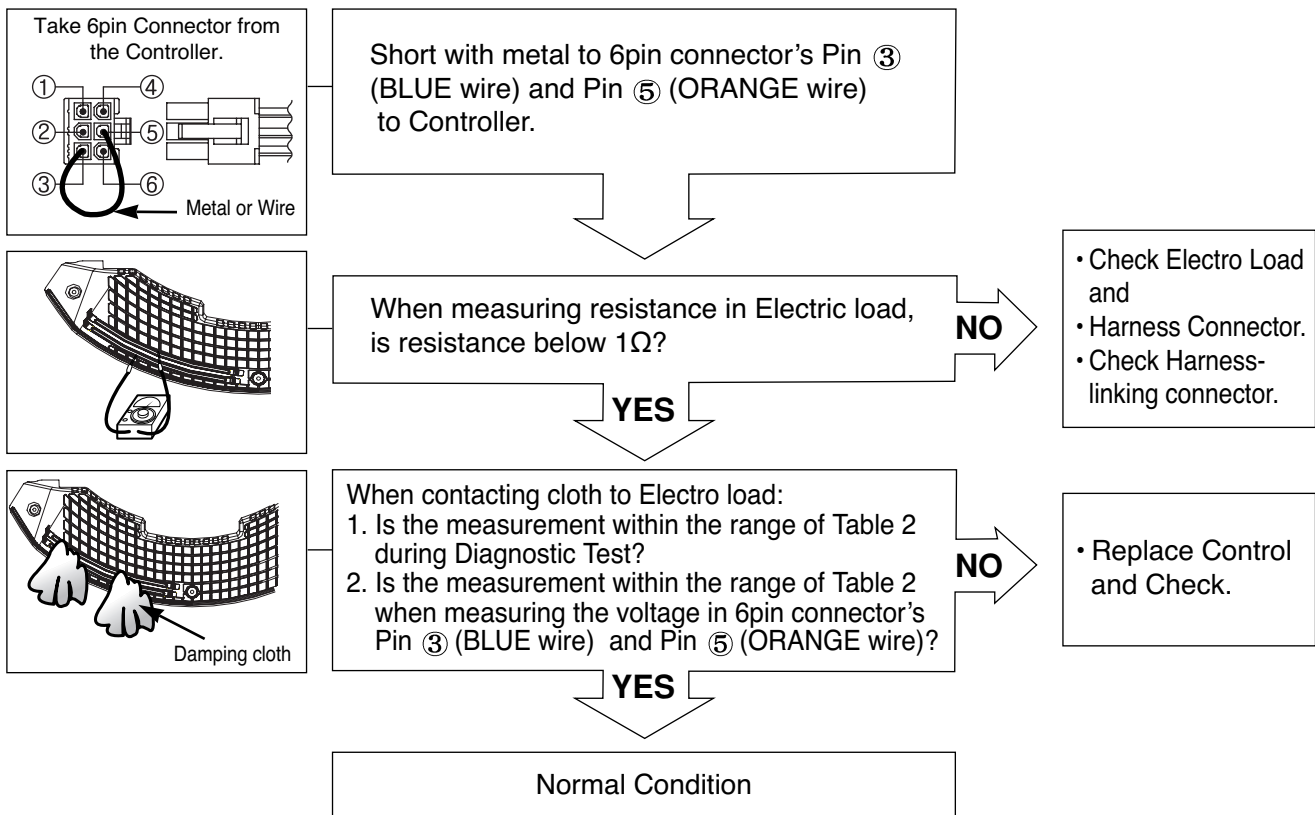 Take 6pin Connector from
the Controller.
① ④
② ⑤
③ ⑥
Metal or Wire
Short with metal to 6pin connector’s Pin ③
(BLUE wire) and Pin ⑤ (ORANGE wire)
to Controller.
When measuring resistance in Electric load,
is resistance below 1Ω?
NO
• Check Electro Load
and
• Harness Connector.
• Check Harness-
linking connector.
YES
Damping cloth
When contacting cloth to Electro load:
1. Is the measurement within the range of Table 2
during Diagnostic Test?
2. Is the measurement within the range of Table 2
when measuring the voltage in 6pin connector’s
Pin ③ (BLUE wire) and Pin ⑤ (ORANGE wire)?
NO
• Replace Control
and Check.
YES
Normal Condition